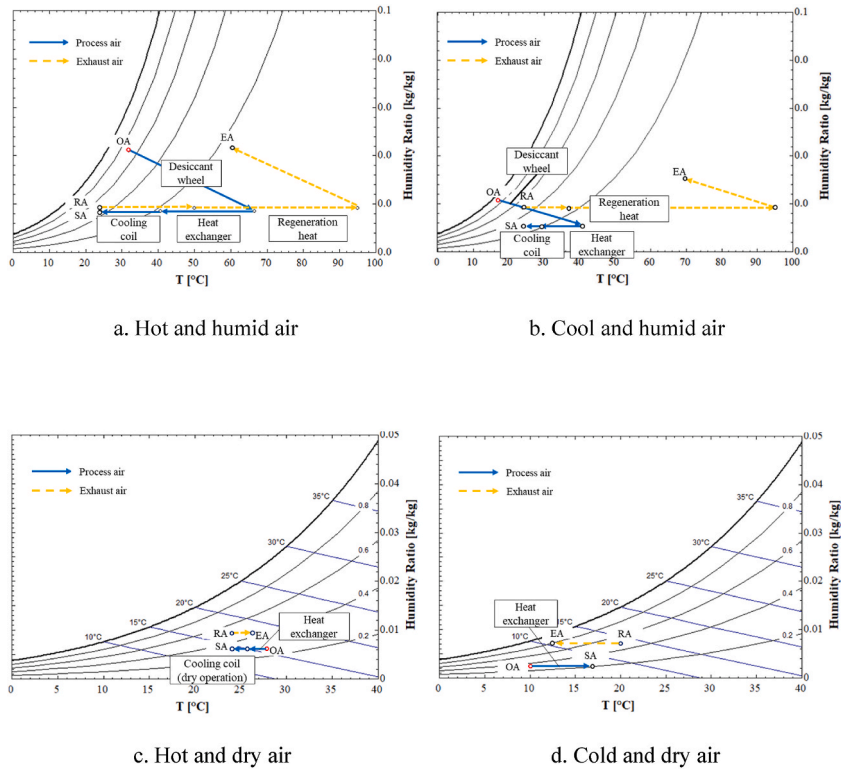 0.1
Process air
Exhaust air
0.0
0.0
0.0
0.0
0
Humidity Ratio [kg/kg]
OA
EA
Desiccant
wheel
RA
SA
Cooling
coil
Heat
exchanger
Regeneration
heat
0 10 20 30 40 50 60 70 80 90 100
T [°C]
a. Hot and humid air
0.1
Process air
Exhaust air
0.0
0.0
0.0
0.0
0
Humidity Ratio [kg/kg]
Desiccant
wheel
OA
RA
EA
Regeneration
heat
SA
Cooling
coil
Heat
exchanger
0 10 20 30 40 50 60 70 80 90 100
T [°C]
b. Cool and humid air
0.05
Process air
Exhaust air
0.04
0.03
0.02
0.01
0
Humidity Ratio [kg/kg]
35°C
30°C
25°C
20°C
15°C
10°C
0.8
0.6
0.4
0.2
Heat
exchanger
RA
EA
SA
OA
Cooling coil
(dry operation)
0 5 10 15 20 25 30 35 40
T [°C]
c. Hot and dry air
0.05
Process air
Exhaust air
0.04
0.03
0.02
0.01
0
Humidity Ratio [kg/kg]
35°C
30°C
25°C
20°C
15°C
10°C
0.8
0.6
0.4
0.2
Heat
exchanger
EA
RA
OA
SA
0 5 10 15 20 25 30 35 40
T [°C]
d. Cold and dry air